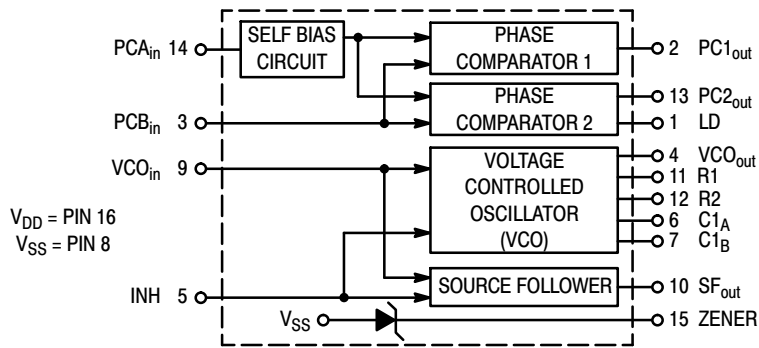 PCAin 14
SELF BIAS
CIRCUIT
PHASE
COMPARATOR 1
2 PC1out
PCBin 3
PHASE
COMPARATOR 2
13 PC2out
1 LD
VCOin 9
VOLTAGE
CONTROLLED
OSCILLATOR
(VCO)
4 VCOout
11 R1
12 R2
6 C1A
7 C1B
VDD = PIN 16
VSS = PIN 8
INH 5
SOURCE FOLLOWER
10 SFout
VSS
15 ZENER